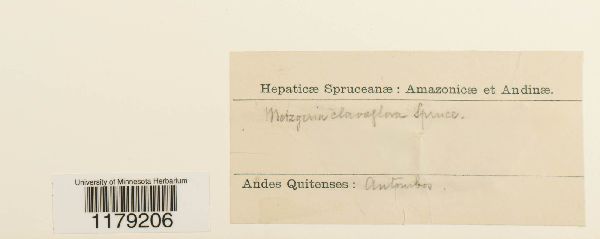 Hepaticæ Spruceanæ : Amazonicæ et Andinæ.
Metzgeria clavaeflora Spruce.
Andes Quitenses : Antombos.
University of Minnesota Herbarium
1179206